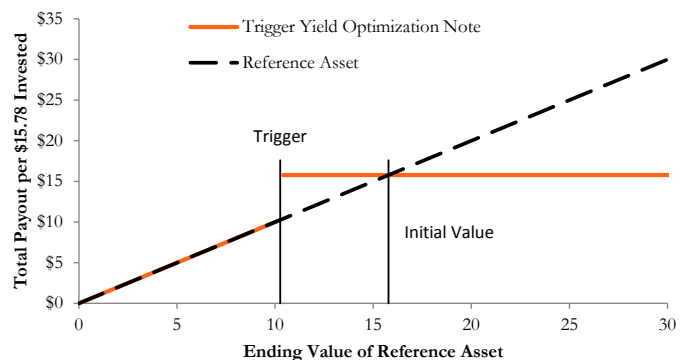 Total Payout per $15.78 Invested
$35
$30
$25
$20
$15
$10
$5
$0
Trigger Yield Optimization Note
Reference Asset
Trigger
Initial Value
0 5 10 15 20 25 30
Ending Value of Reference Asset